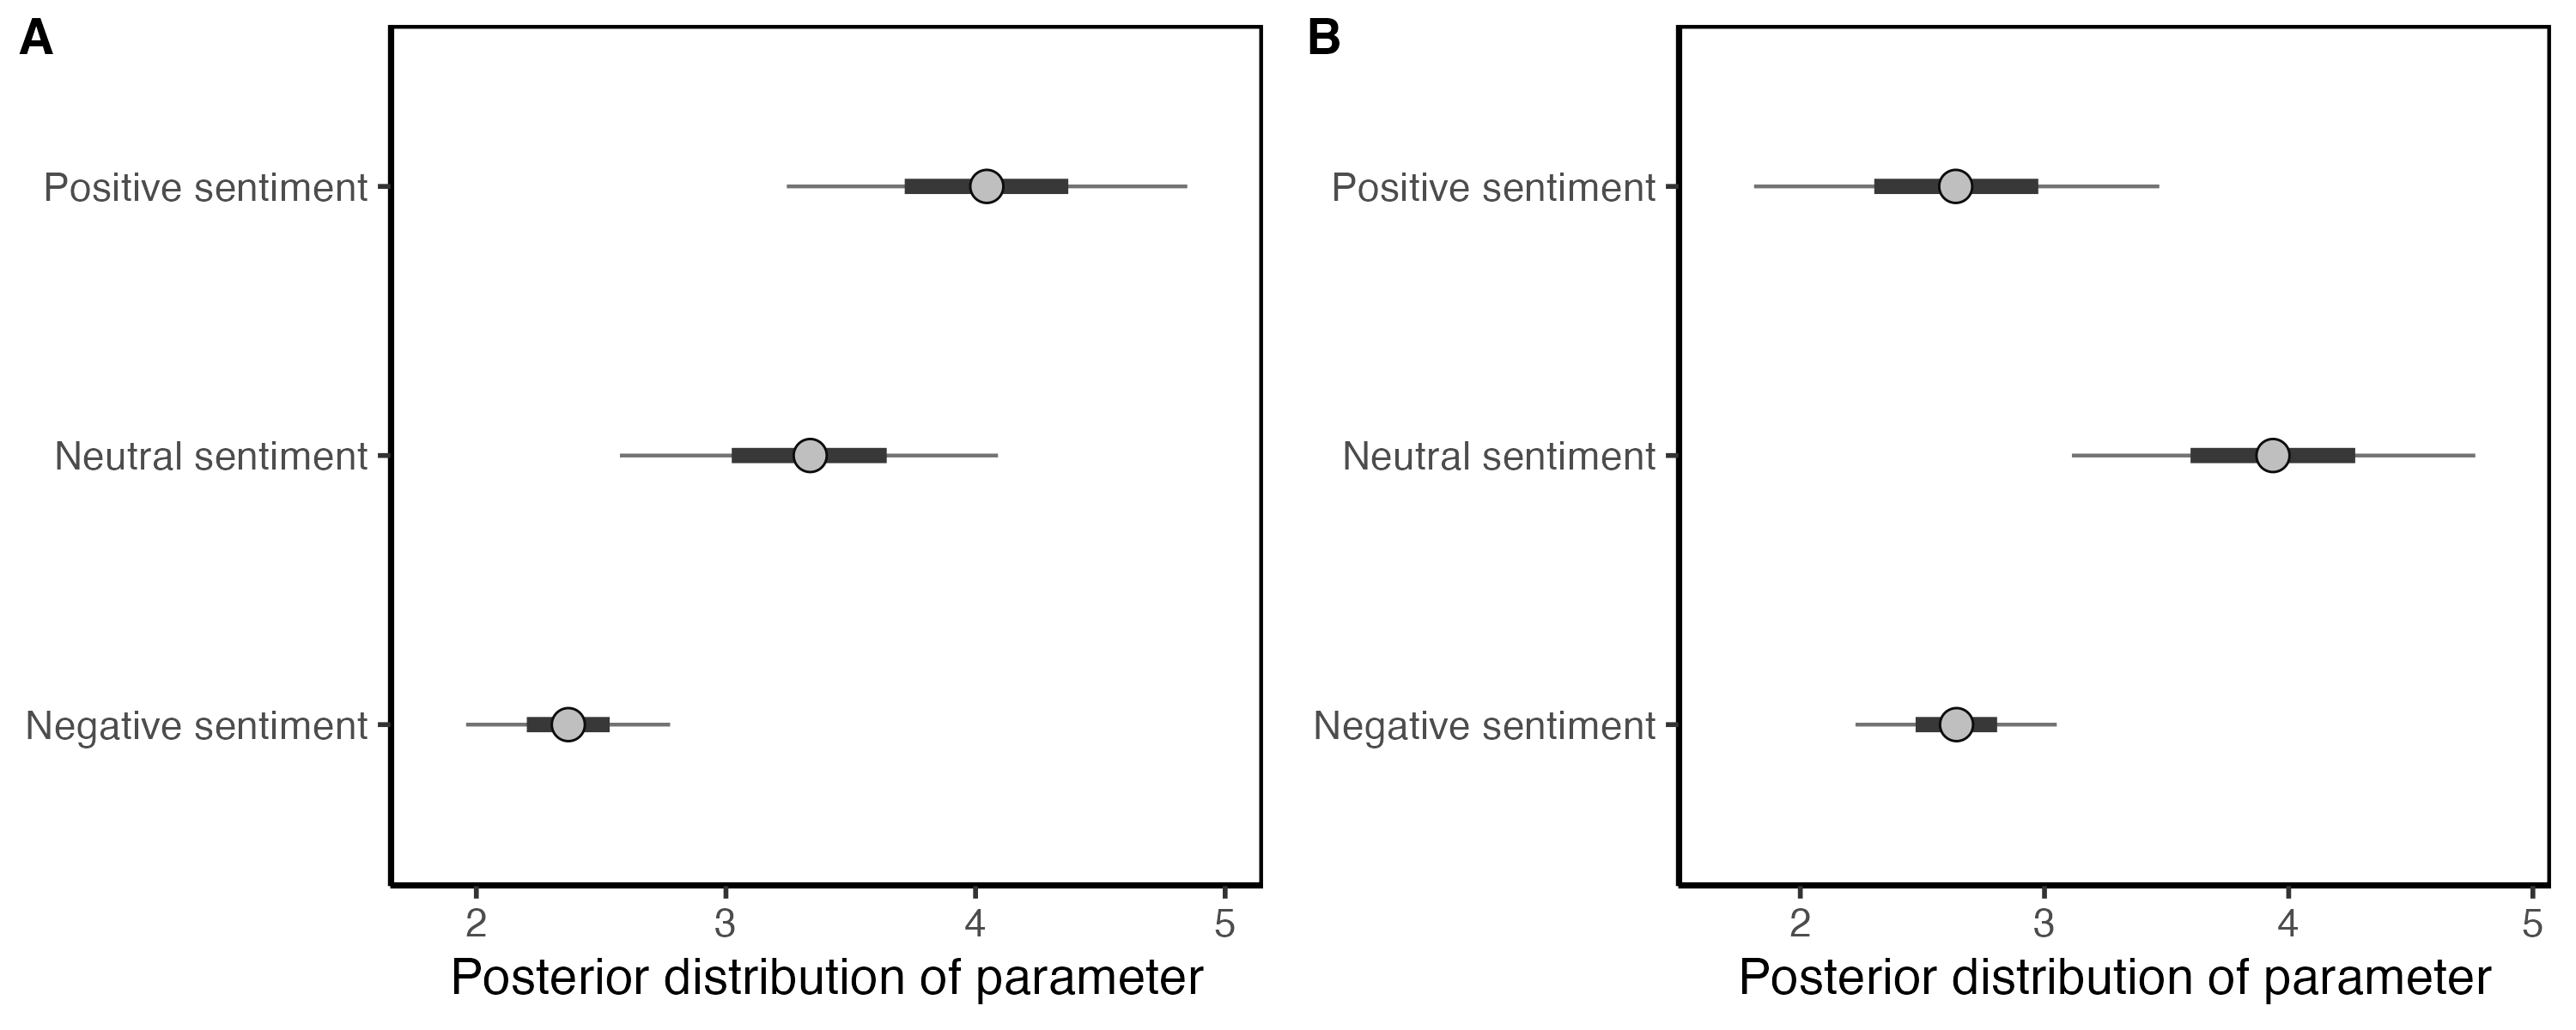 A
Positive sentiment
Neutral sentiment
Negative sentiment
2 3 4 5
Posterior distribution of parameter
B
Positive sentiment
Neutral sentiment
Negative sentiment
2 3 4 5
Posterior distribution of parameter